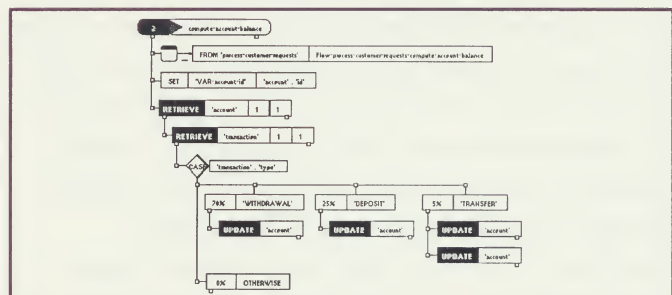 2 compute-account-balance
FROM 'process-customer-requests' Flow-process-customer-requests-compute-account-balance
SET 'VAR-account-id' 'account' . 'id'
RETRIEVE 'account' 1 1
RETRIEVE 'transaction' 1 1
CASE 'transaction' . 'type'
70% 'WITHDRAWAL' 25% 'DEPOSIT' 5% 'TRANSFER'
UPDATE 'account' UPDATE 'account' UPDATE 'account'
UPDATE 'account'
0% OTHERWISE